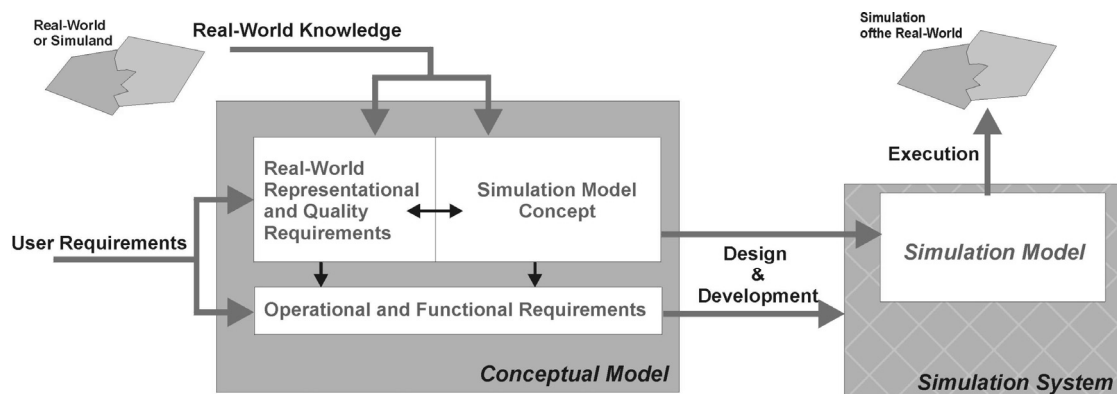 Real-World
or Simuland
Real-World Knowledge
Simulation
ofthe Real-World
Execution
Real-World
Representational
and Quality
Requirements
Simulation Model
Concept
User Requirements
Operational and Functional Requirements
Conceptual Model
Design
&
Development
Simulation Model
Simulation System